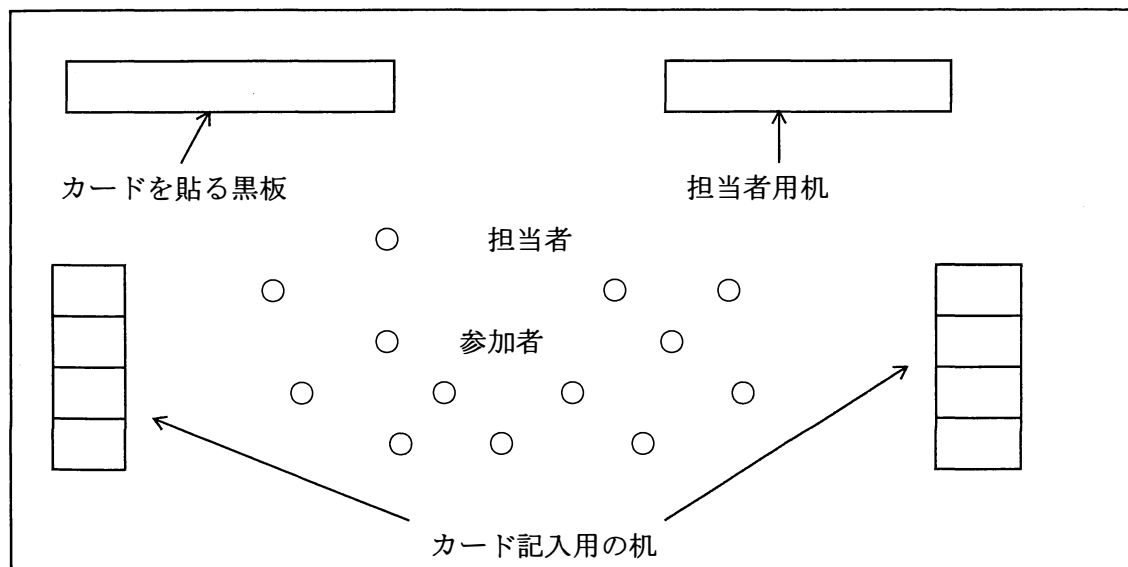 カードを貼る黒板
担当者用机
担当者
参加者
カード記入用の机